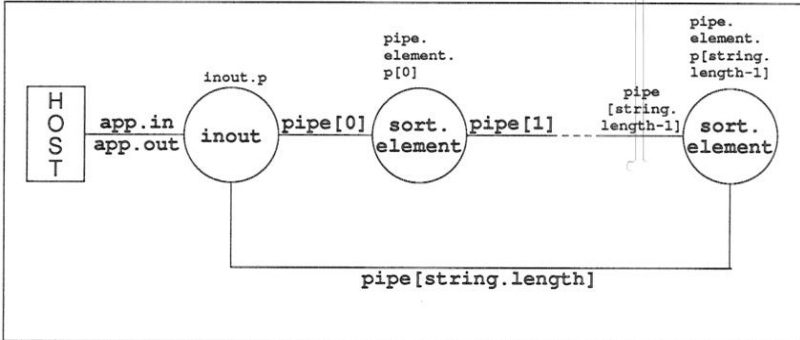 HOST
app.in
app.out
inout.p
inout
pipe[0]
pipe.
element.
p[0]
sort.
element
pipe[1]
pipe
[string.
length-1]
pipe.
element.
p[string.
length-1]
sort.
element
pipe[string.length]